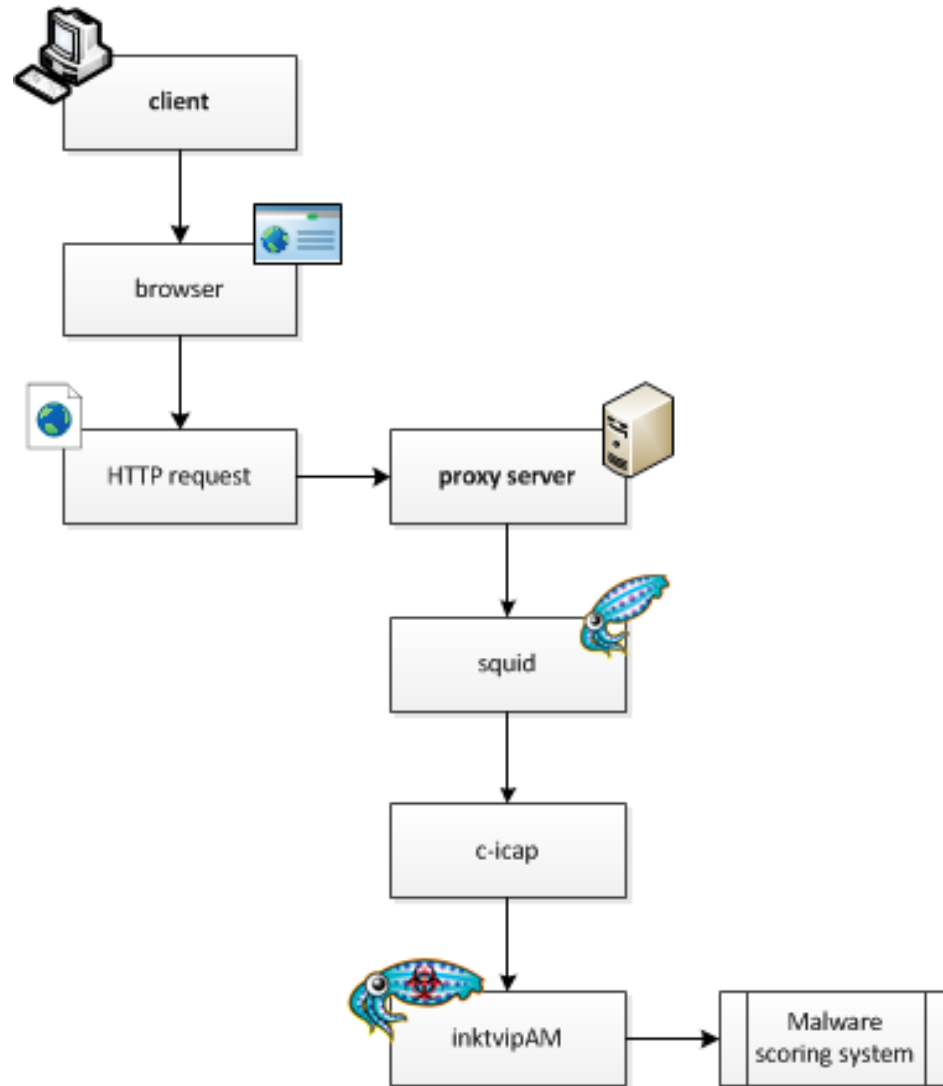 client
browser
HTTP request
proxy server
squid
c-icap
inktvipAM
Malware
scoring system